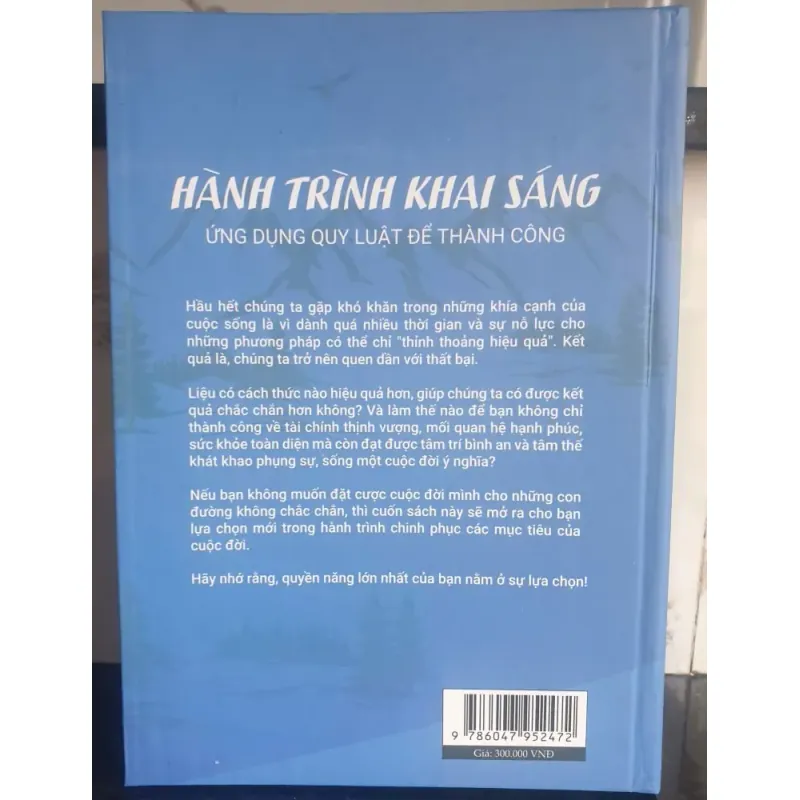 HÀNH TRÌNH KHAI SÁNG
ỨNG DỤNG QUY LUẬT ĐỂ THÀNH CÔNG
Hầu hết chúng ta gặp khó khăn trong những khía cạnh của
cuộc sống là vì dành quá nhiều thời gian và sự nỗ lực cho
những phương pháp có thể chỉ "thỉnh thoảng hiệu quả". Kết
quả là, chúng ta trở nên quen dần với thất bại.
Liệu có cách thức nào hiệu quả hơn, giúp chúng ta có được kết
quả chắc chắn hơn không? Và làm thế nào để bạn không chỉ
thành công về tài chính thịnh vượng, mối quan hệ hạnh phúc,
sức khỏe toàn diện mà còn đạt được tâm trí bình an và tâm thế
khát khao phụng sự, sống một cuộc đời ý nghĩa?
Nếu bạn không muốn đặt cược cuộc đời mình cho những con
đường không chắc chắn, thì cuốn sách này sẽ mở ra cho bạn
lựa chọn mới trong hành trình chinh phục các mục tiêu của
cuộc đời.
Hãy nhớ rằng, quyền năng lớn nhất của bạn nằm ở sự lựa chọn!
9 786047 952472
Giá: 300.000 VNĐ